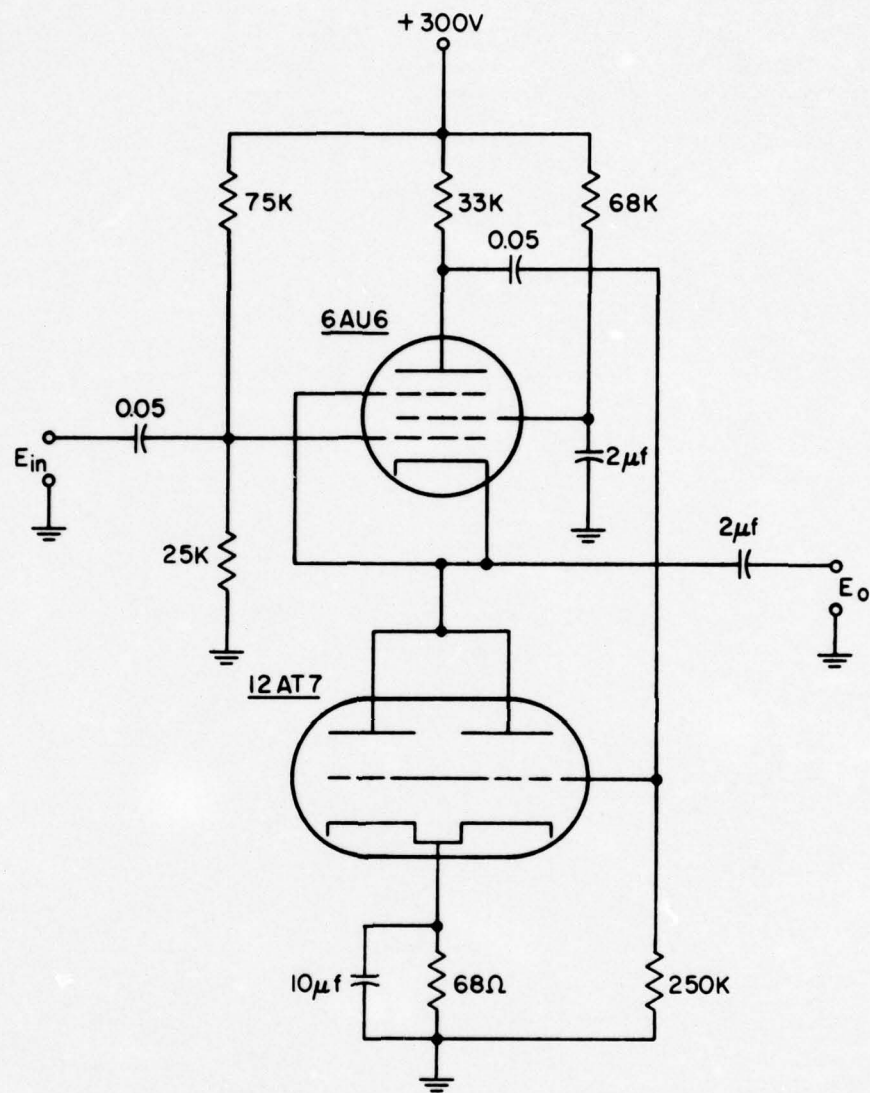 +300V
75K
33K
68K
0.05
6AU6
0.05
Ein
2μf
25K
2μf
Eo
12AT7
10μf
68Ω
250K